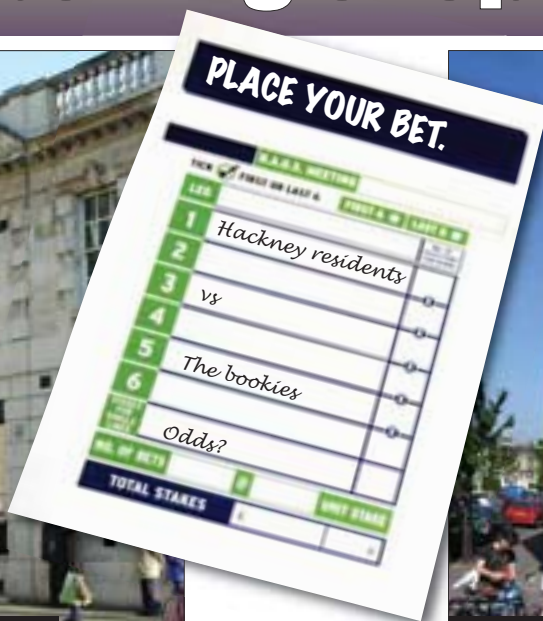 PLACE YOUR BET.
B.A.G.S. MEETING
TICK FIRST OR LAST 6
FIRST 6 LAST 6
LEG
1
Hackney residents
2
3
vs
4
5
The bookies
6
Odds?
NO. OF BETS @ UNIT STAKE
TOTAL STAKES £